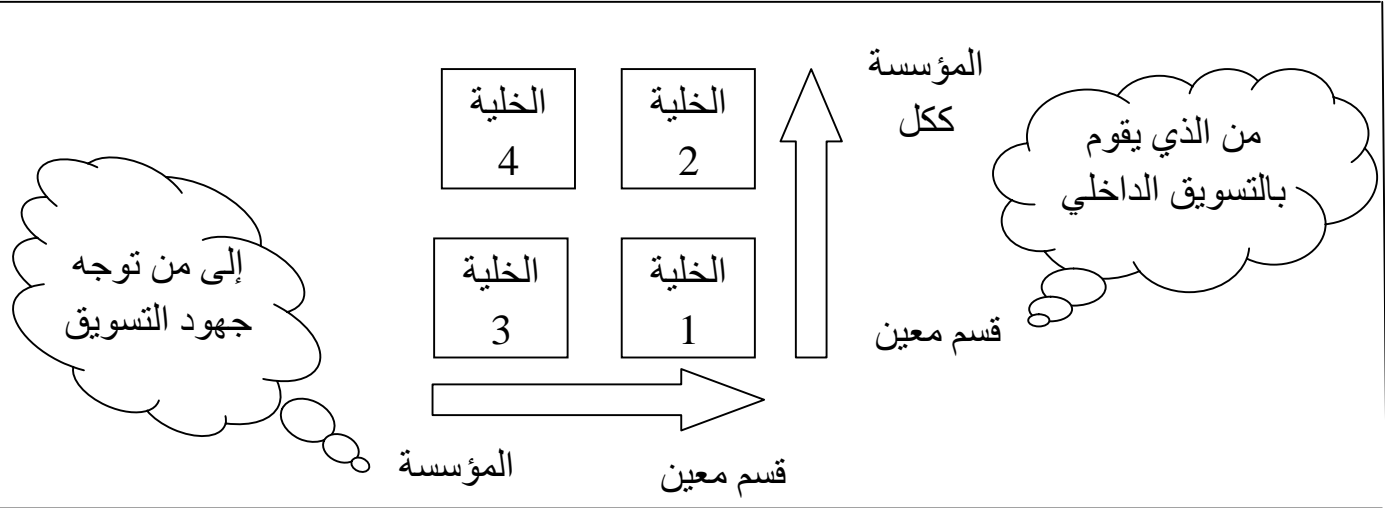 المؤسسة
ككل
من الذي يقوم
بالتسويق الداخلي
الخلية
2
الخلية
4
إلى من توجه
جهود التسويق
الخلية
1
الخلية
3
قسم معين
قسم معين
المؤسسة